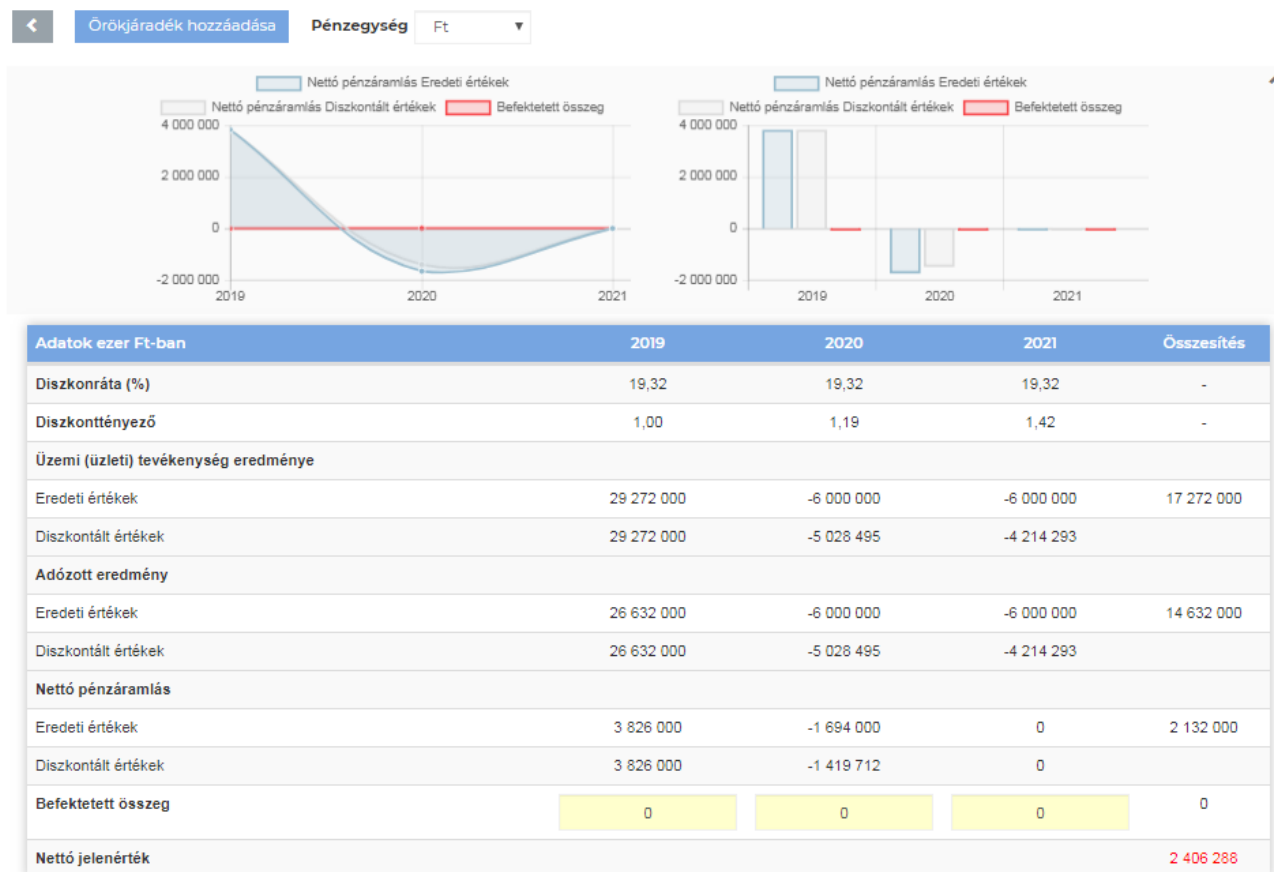 Örökjáradék hozzáadása Pénzegység Ft
Nettó pénzáramlás Eredeti értékek
Nettó pénzáramlás Diszkontált értékek Befektetett összeg
4 000 000
2 000 000
0
-2 000 000
2019 2020 2021
Nettó pénzáramlás Eredeti értékek
Nettó pénzáramlás Diszkontált értékek Befektetett összeg
4 000 000
2 000 000
0
-2 000 000
2019 2020 2021
Adatok ezer Ft-ban 2019 2020 2021 Összesítés
Diszkonráta (%) 19,32 19,32 19,32 -
Diszkonttényező 1,00 1,19 1,42 -
Üzemi (üzleti) tevékenység eredménye
Eredeti értékek 29 272 000 -6 000 000 -6 000 000 17 272 000
Diszkontált értékek 29 272 000 -5 028 495 -4 214 293
Adózott eredmény
Eredeti értékek 26 632 000 -6 000 000 -6 000 000 14 632 000
Diszkontált értékek 26 632 000 -5 028 495 -4 214 293
Nettó pénzáramlás
Eredeti értékek 3 826 000 -1 694 000 0 2 132 000
Diszkontált értékek 3 826 000 -1 419 712 0
Befektetett összeg 0 0 0 0
Nettó jelenérték 2 406 288